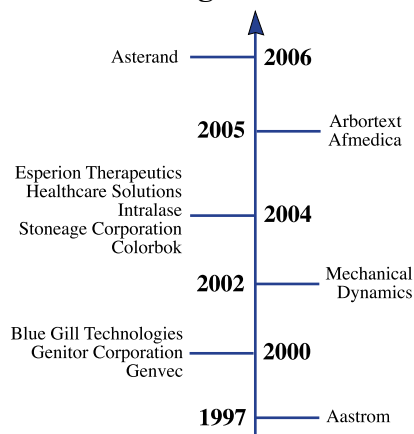 Asterand
2006
2005
Arbortext
Afmedica
Esperion Therapeutics
Healthcare Solutions
Intralase
Stoneage Corporation
Colorbok
2004
2002
Mechanical
Dynamics
Blue Gill Technologies
Genitor Corporation
Genvec
2000
1997
Aastrom